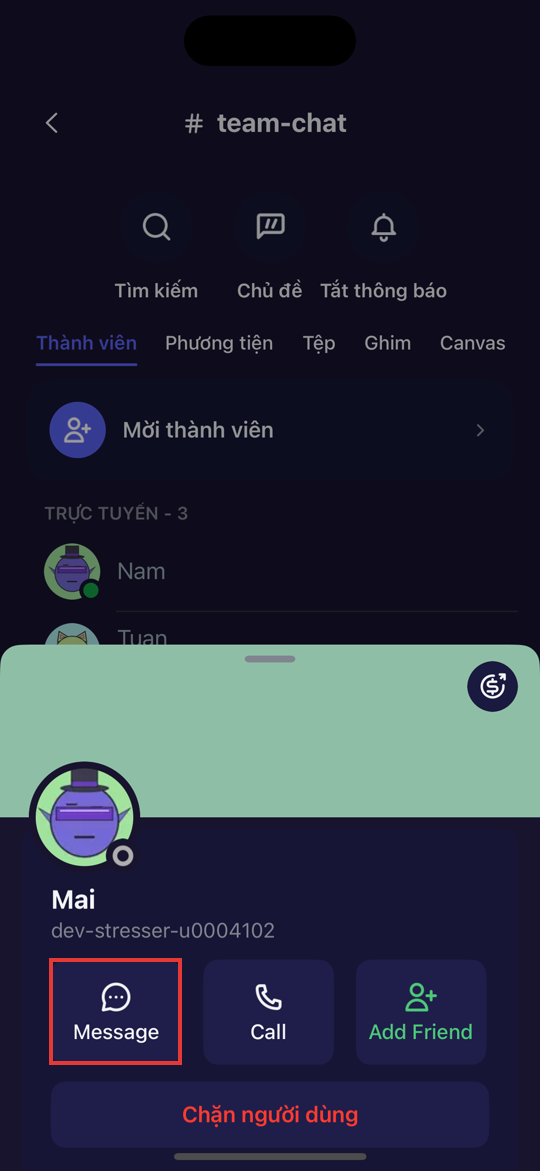 # team-chat
Tìm kiếm Chủ đề Tắt thông báo
Thành viên Phương tiện Tệp Ghim Canvas
Mời thành viên
TRỰC TUYẾN - 3
Nam
Tuan
Mai
dev-stresser-u0004102
Message Call Add Friend
Chặn người dùng